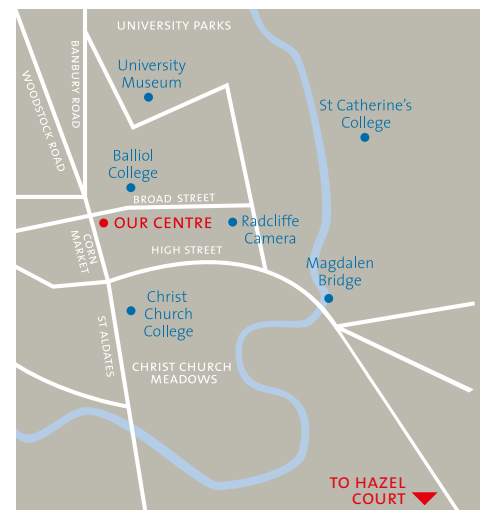 UNIVERSITY PARKS
BANBURY ROAD
WOODSTOCK ROAD
University
Museum
St Catherine's
College
Balliol
College
BROAD STREET
OUR CENTRE
Radcliffe
Camera
CORN
MARKET
HIGH STREET
Magdalen
Bridge
Christ
Church
College
ST ALDATES
CHRIST CHURCH
MEADOWS
TO HAZEL
COURT